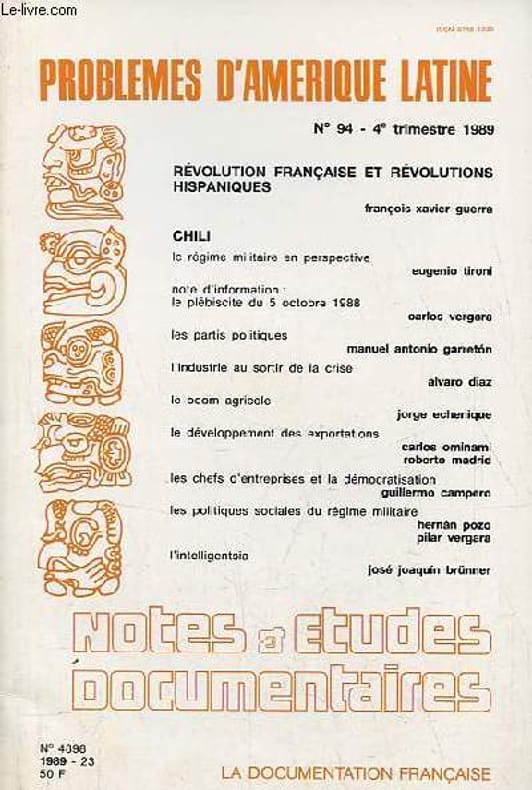 Le-livre.com
PROBLEMES D'AMERIQUE LATINE
N° 94 - 4e trimestre 1989
RÉVOLUTION FRANÇAISE ET RÉVOLUTIONS
HISPANIQUES
françois xavier guerra
CHILI
le régime militaire en perspective
eugenio tironi
note d'information :
le plébiscite du 5 octobre 1988
carlos vergara
les partis politiques
manuel antonio garretón
l'industrie au sortir de la crise
alvaro diaz
le boom agricole
jorge echenique
le développement des exportations
carlos ominami
roberto madrid
les chefs d'entreprises et la démocratisation
guillermo campero
les politiques sociales du régime militaire
hernán pozo
pilar vergara
l'intelligentsia
josé joaquín brünner
Notes & Etudes
Documentaires
N°
1989 - 23
50 F
LA DOCUMENTATION FRANÇAISE